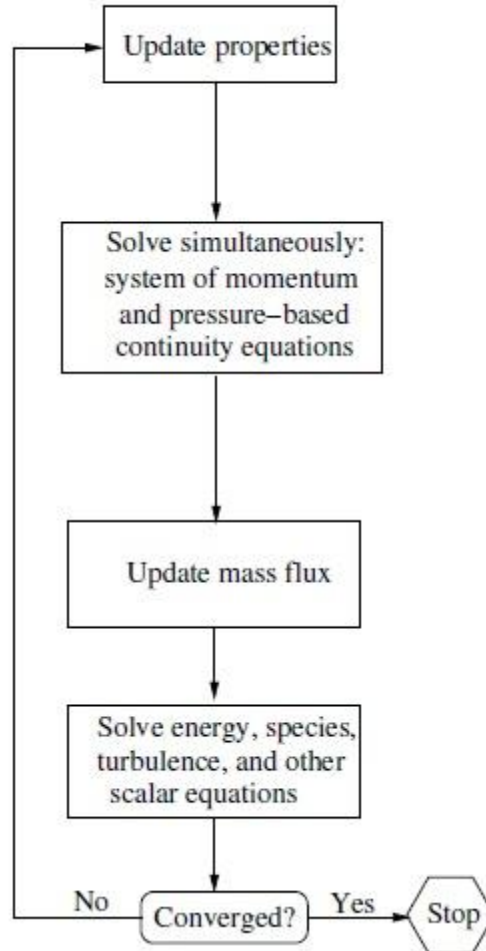 Update properties
Solve simultaneously:
system of momentum
and pressure−based
continuity equations
Update mass flux
Solve energy, species,
turbulence, and other
scalar equations
No
Converged?
Yes
Stop